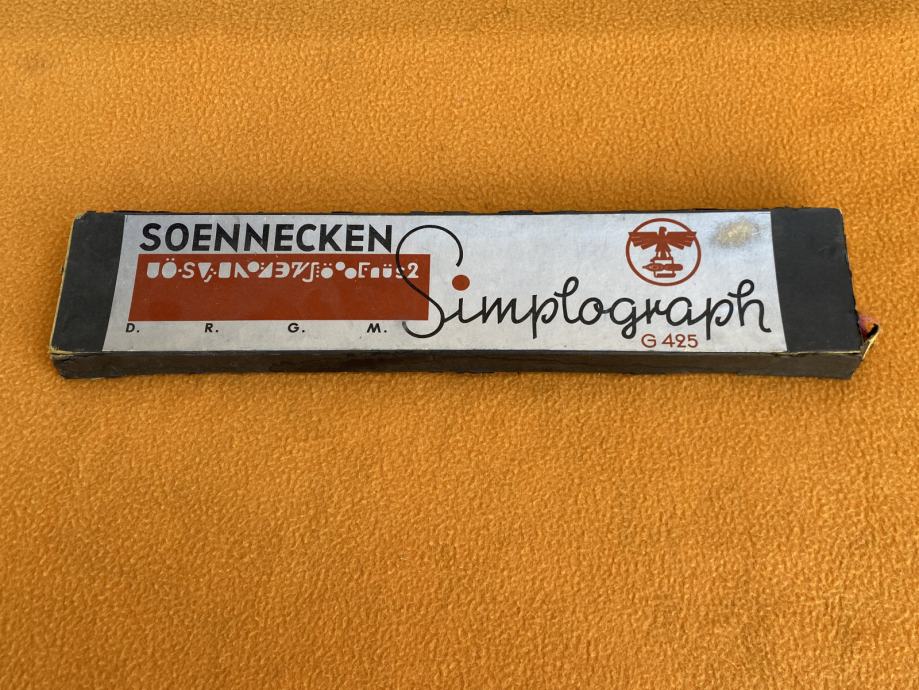 SOENNECKEN
Simplograph
D. R. G. M.
G 425